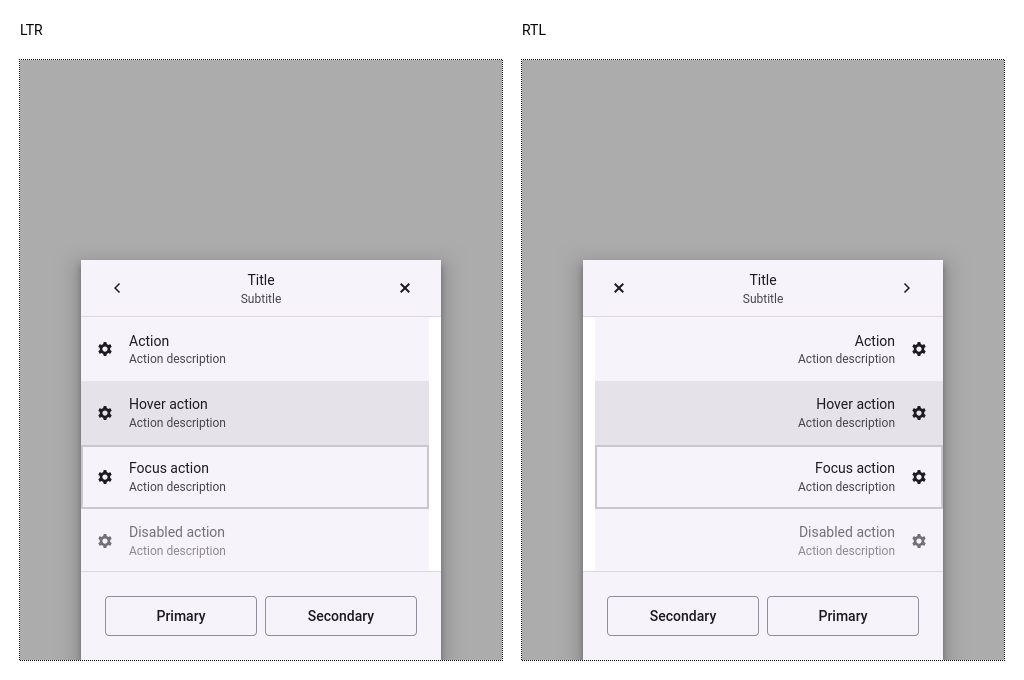 LTR
Title
Subtitle
Action
Action description
Hover action
Action description
Focus action
Action description
Disabled action
Action description
Primary
Secondary
RTL
Title
Subtitle
Action
Action description
Hover action
Action description
Focus action
Action description
Disabled action
Action description
Secondary
Primary